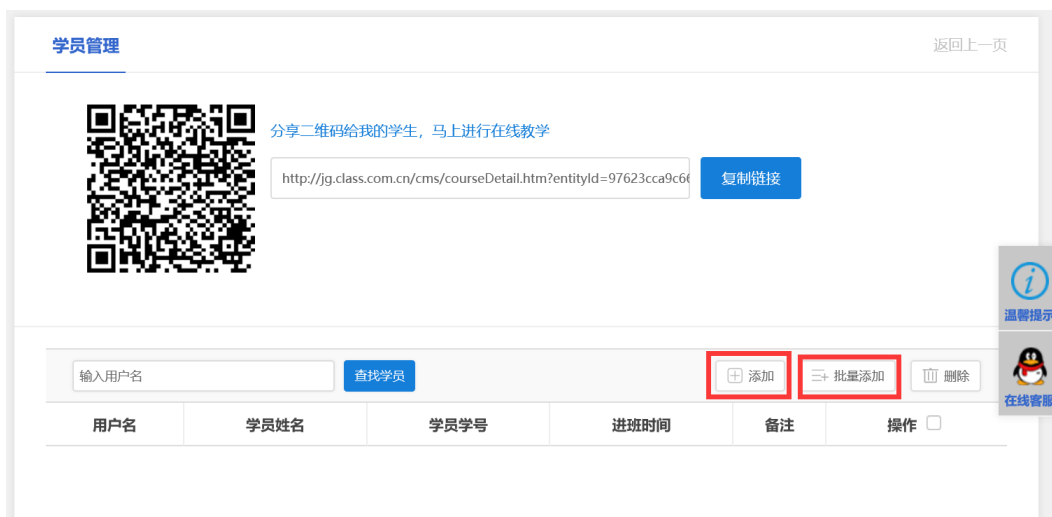 学员管理
返回上一页
分享二维码给我的学生，马上进行在线教学
http://jg.class.com.cn/cms/courseDetail.htm?entityId=97623cca9c66
复制链接
温馨提示
输入用户名
查找学员
添加
批量添加
删除
在线客服
用户名 学员姓名 学员学号 进班时间 备注 操作